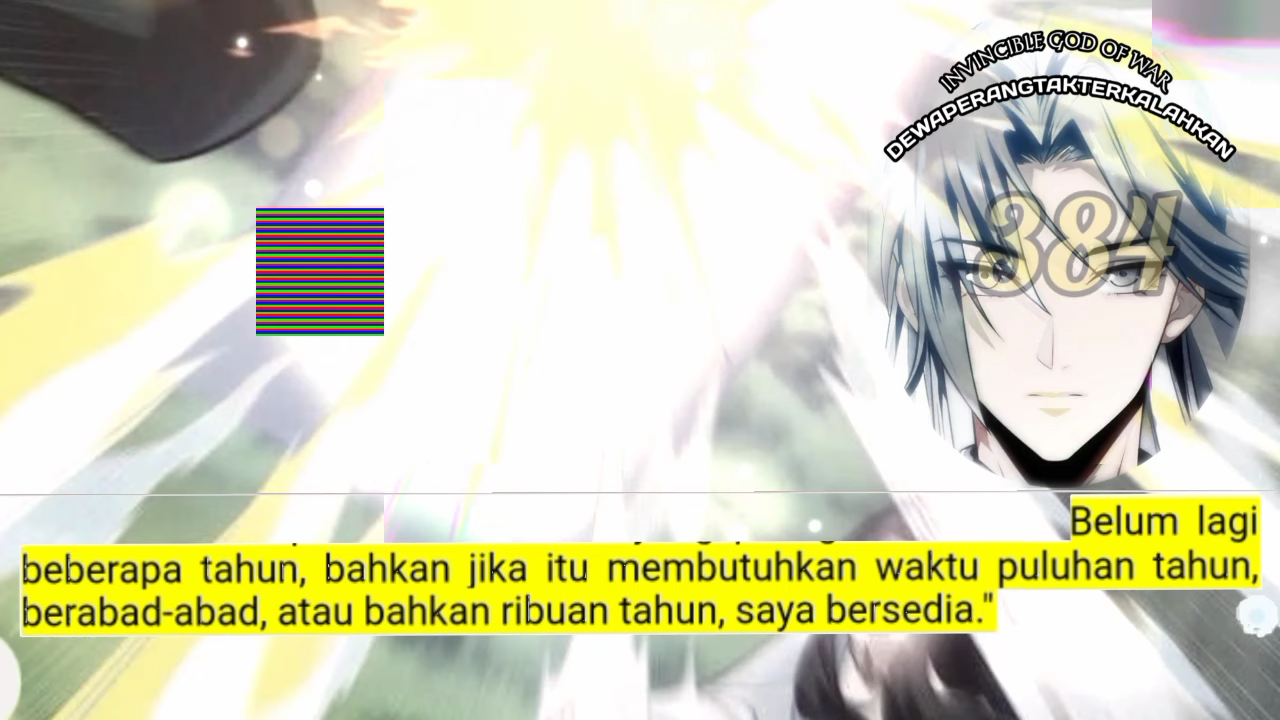 INVINCIBLE GOD OF WAR
DEWAPERANGTAKTERKALAHKAN
384
Belum lagi
beberapa tahun, bahkan jika itu membutuhkan waktu puluhan tahun,
berabad-abad, atau bahkan ribuan tahun, saya bersedia."